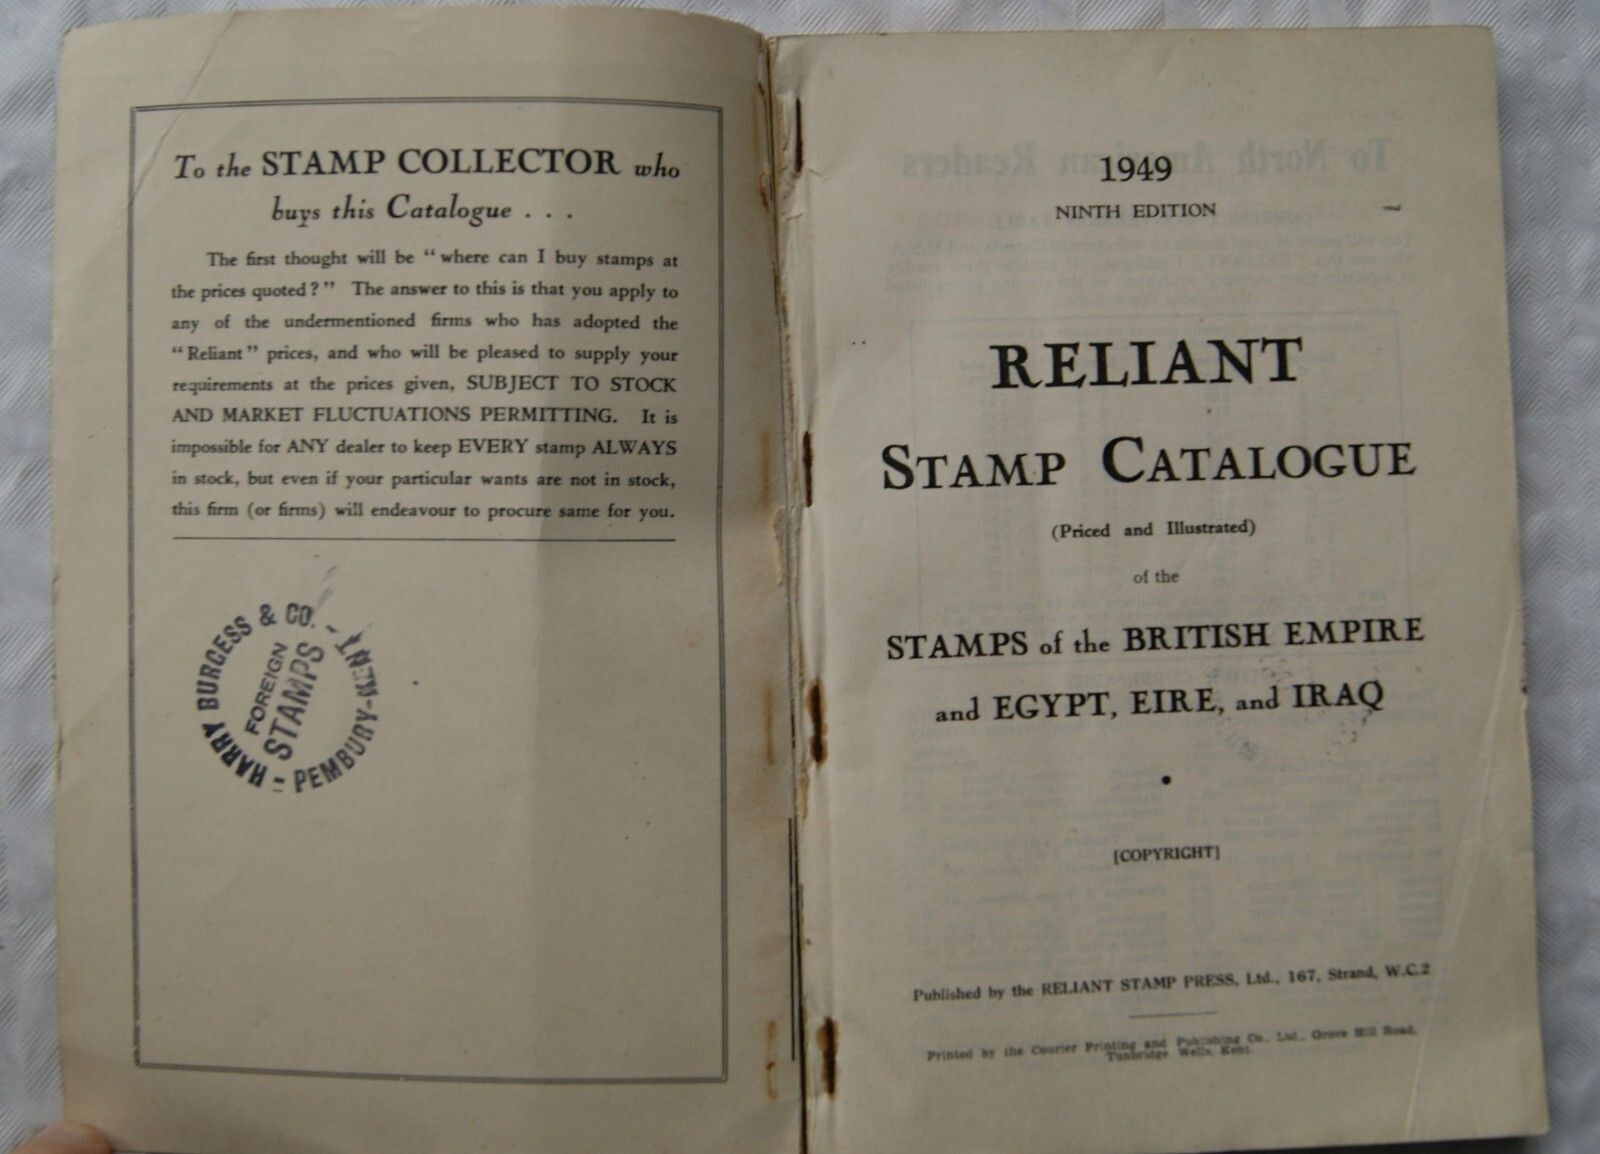 To the STAMP COLLECTOR who
buys this Catalogue . . .
The first thought will be "where can I buy stamps at
the prices quoted?" The answer to this is that you apply to
any of the undermentioned firms who has adopted the
"Reliant" prices, and who will be pleased to supply your
requirements at the prices given, SUBJECT TO STOCK
AND MARKET FLUCTUATIONS PERMITTING. It is
impossible for ANY dealer to keep EVERY stamp ALWAYS
in stock, but even if your particular wants are not in stock,
this firm (or firms) will endeavour to procure same for you.
HARRY BURGESS & CO.
FOREIGN
STAMPS
- PEMBURY-KENT -
1949
NINTH EDITION
RELIANT
STAMP CATALOGUE
(Priced and Illustrated)
of the
STAMPS of the BRITISH EMPIRE
and EGYPT, EIRE, and IRAQ
[COPYRIGHT]
Published by the RELIANT STAMP PRESS, Ltd., 167, Strand, W.C.2
Printed by the Courier Printing and Publishing Co., Ltd., Grove Hill Road,
Tunbridge Wells, Kent.
To North American Readers